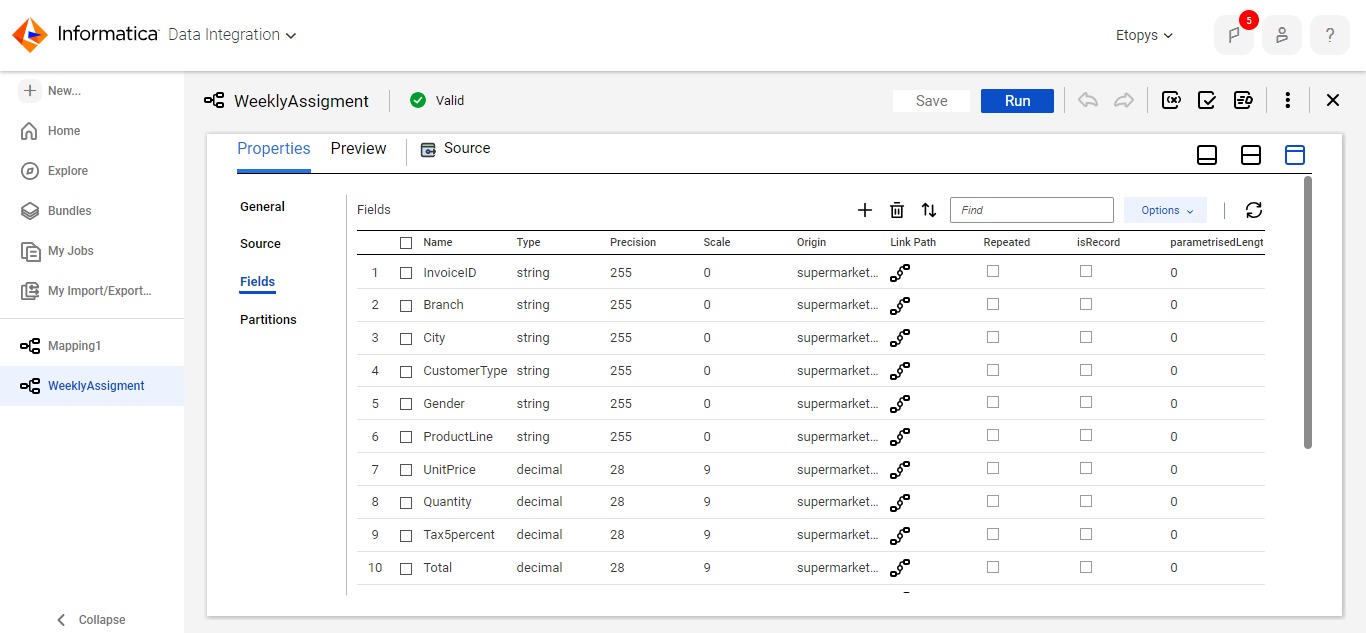 Informatica Data Integration
Etopys
5
?
New...
Home
Explore
Bundles
My Jobs
My Import/Export...
Mapping1
WeeklyAssigment
Collapse
WeeklyAssigment Valid Save Run
Properties Preview Source
General
Source
Fields
Partitions
Fields Find Options
Name Type Precision Scale Origin Link Path Repeated isRecord parametrisedLengt
1 InvoiceID string 255 0 supermarket... 0
2 Branch string 255 0 supermarket... 0
3 City string 255 0 supermarket... 0
4 CustomerType string 255 0 supermarket... 0
5 Gender string 255 0 supermarket... 0
6 ProductLine string 255 0 supermarket... 0
7 UnitPrice decimal 28 9 supermarket... 0
8 Quantity decimal 28 9 supermarket... 0
9 Tax5percent decimal 28 9 supermarket... 0
10 Total decimal 28 9 supermarket... 0